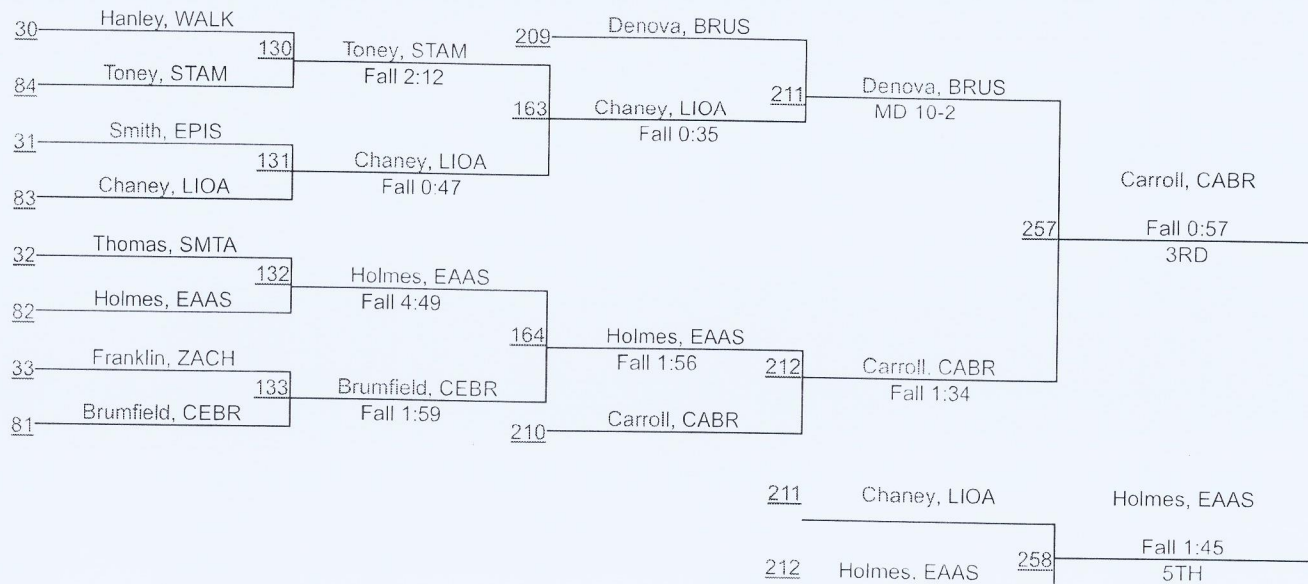 Hanley, WALK
30
130
Toney, STAM
84
Toney, STAM
Fall 2:12
31
Smith, EPIS
131
83
Chaney, LIOA
Chaney, LIOA
Fall 0:47
163
Chaney, LIOA
Fall 0:35
209
Denova, BRUS
211
Denova, BRUS
MD 10-2
32
Thomas, SMTA
132
82
Holmes, EAAS
Holmes, EAAS
Fall 4:49
33
Franklin, ZACH
133
81
Brumfield, CEBR
Brumfield, CEBR
Fall 1:59
164
Holmes, EAAS
Fall 1:56
212
210
Carroll, CABR
Carroll, CABR
Fall 1:34
257
Carroll, CABR
Fall 0:57
3RD
211
Chaney, LIOA
212
Holmes, EAAS
258
Holmes, EAAS
Fall 1:45
5TH